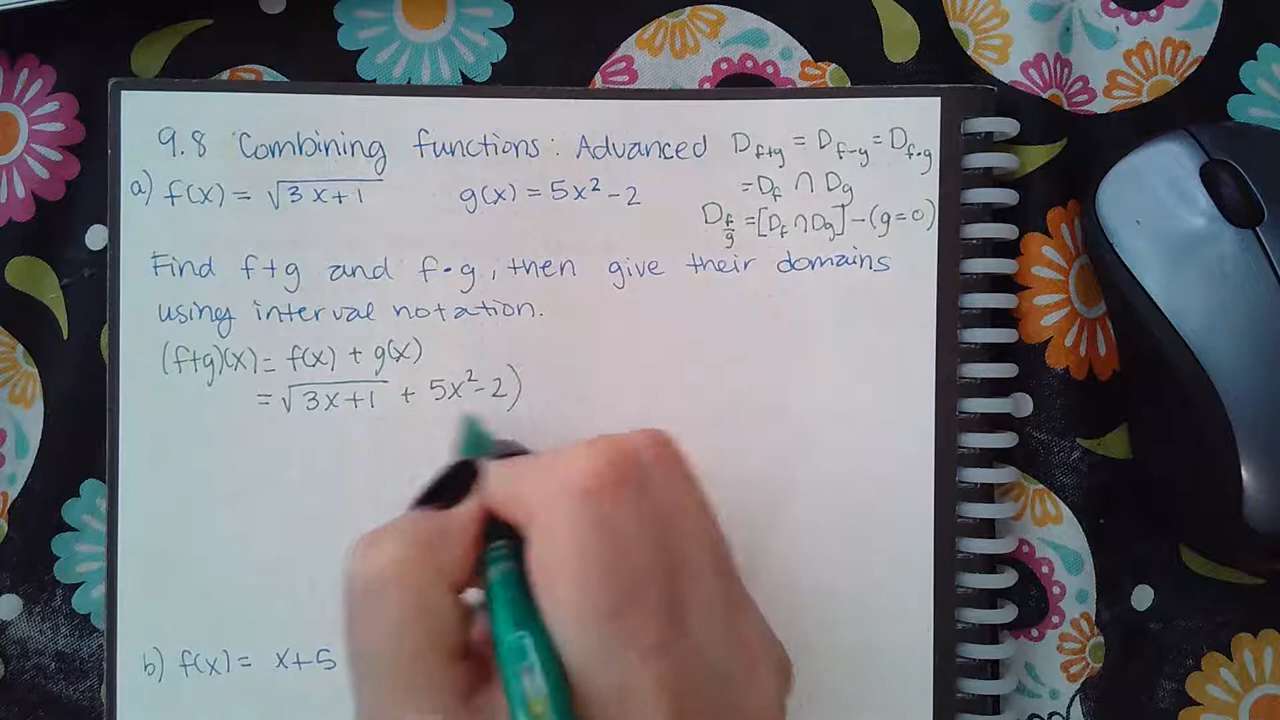 9.8 Combining functions: Advanced D_{f+g} = D_{f-g} = D_{f•g}
= D_f ∩ D_g
a) f(x) = √(3x+1) g(x) = 5x² - 2
D_{f/g} = [D_f ∩ D_g] - (g=0)
Find f+g and f•g, then give their domains
using interval notation.
(f+g)(x) = f(x) + g(x)
= √(3x+1) + 5x² - 2)
b) f(x) = x+5